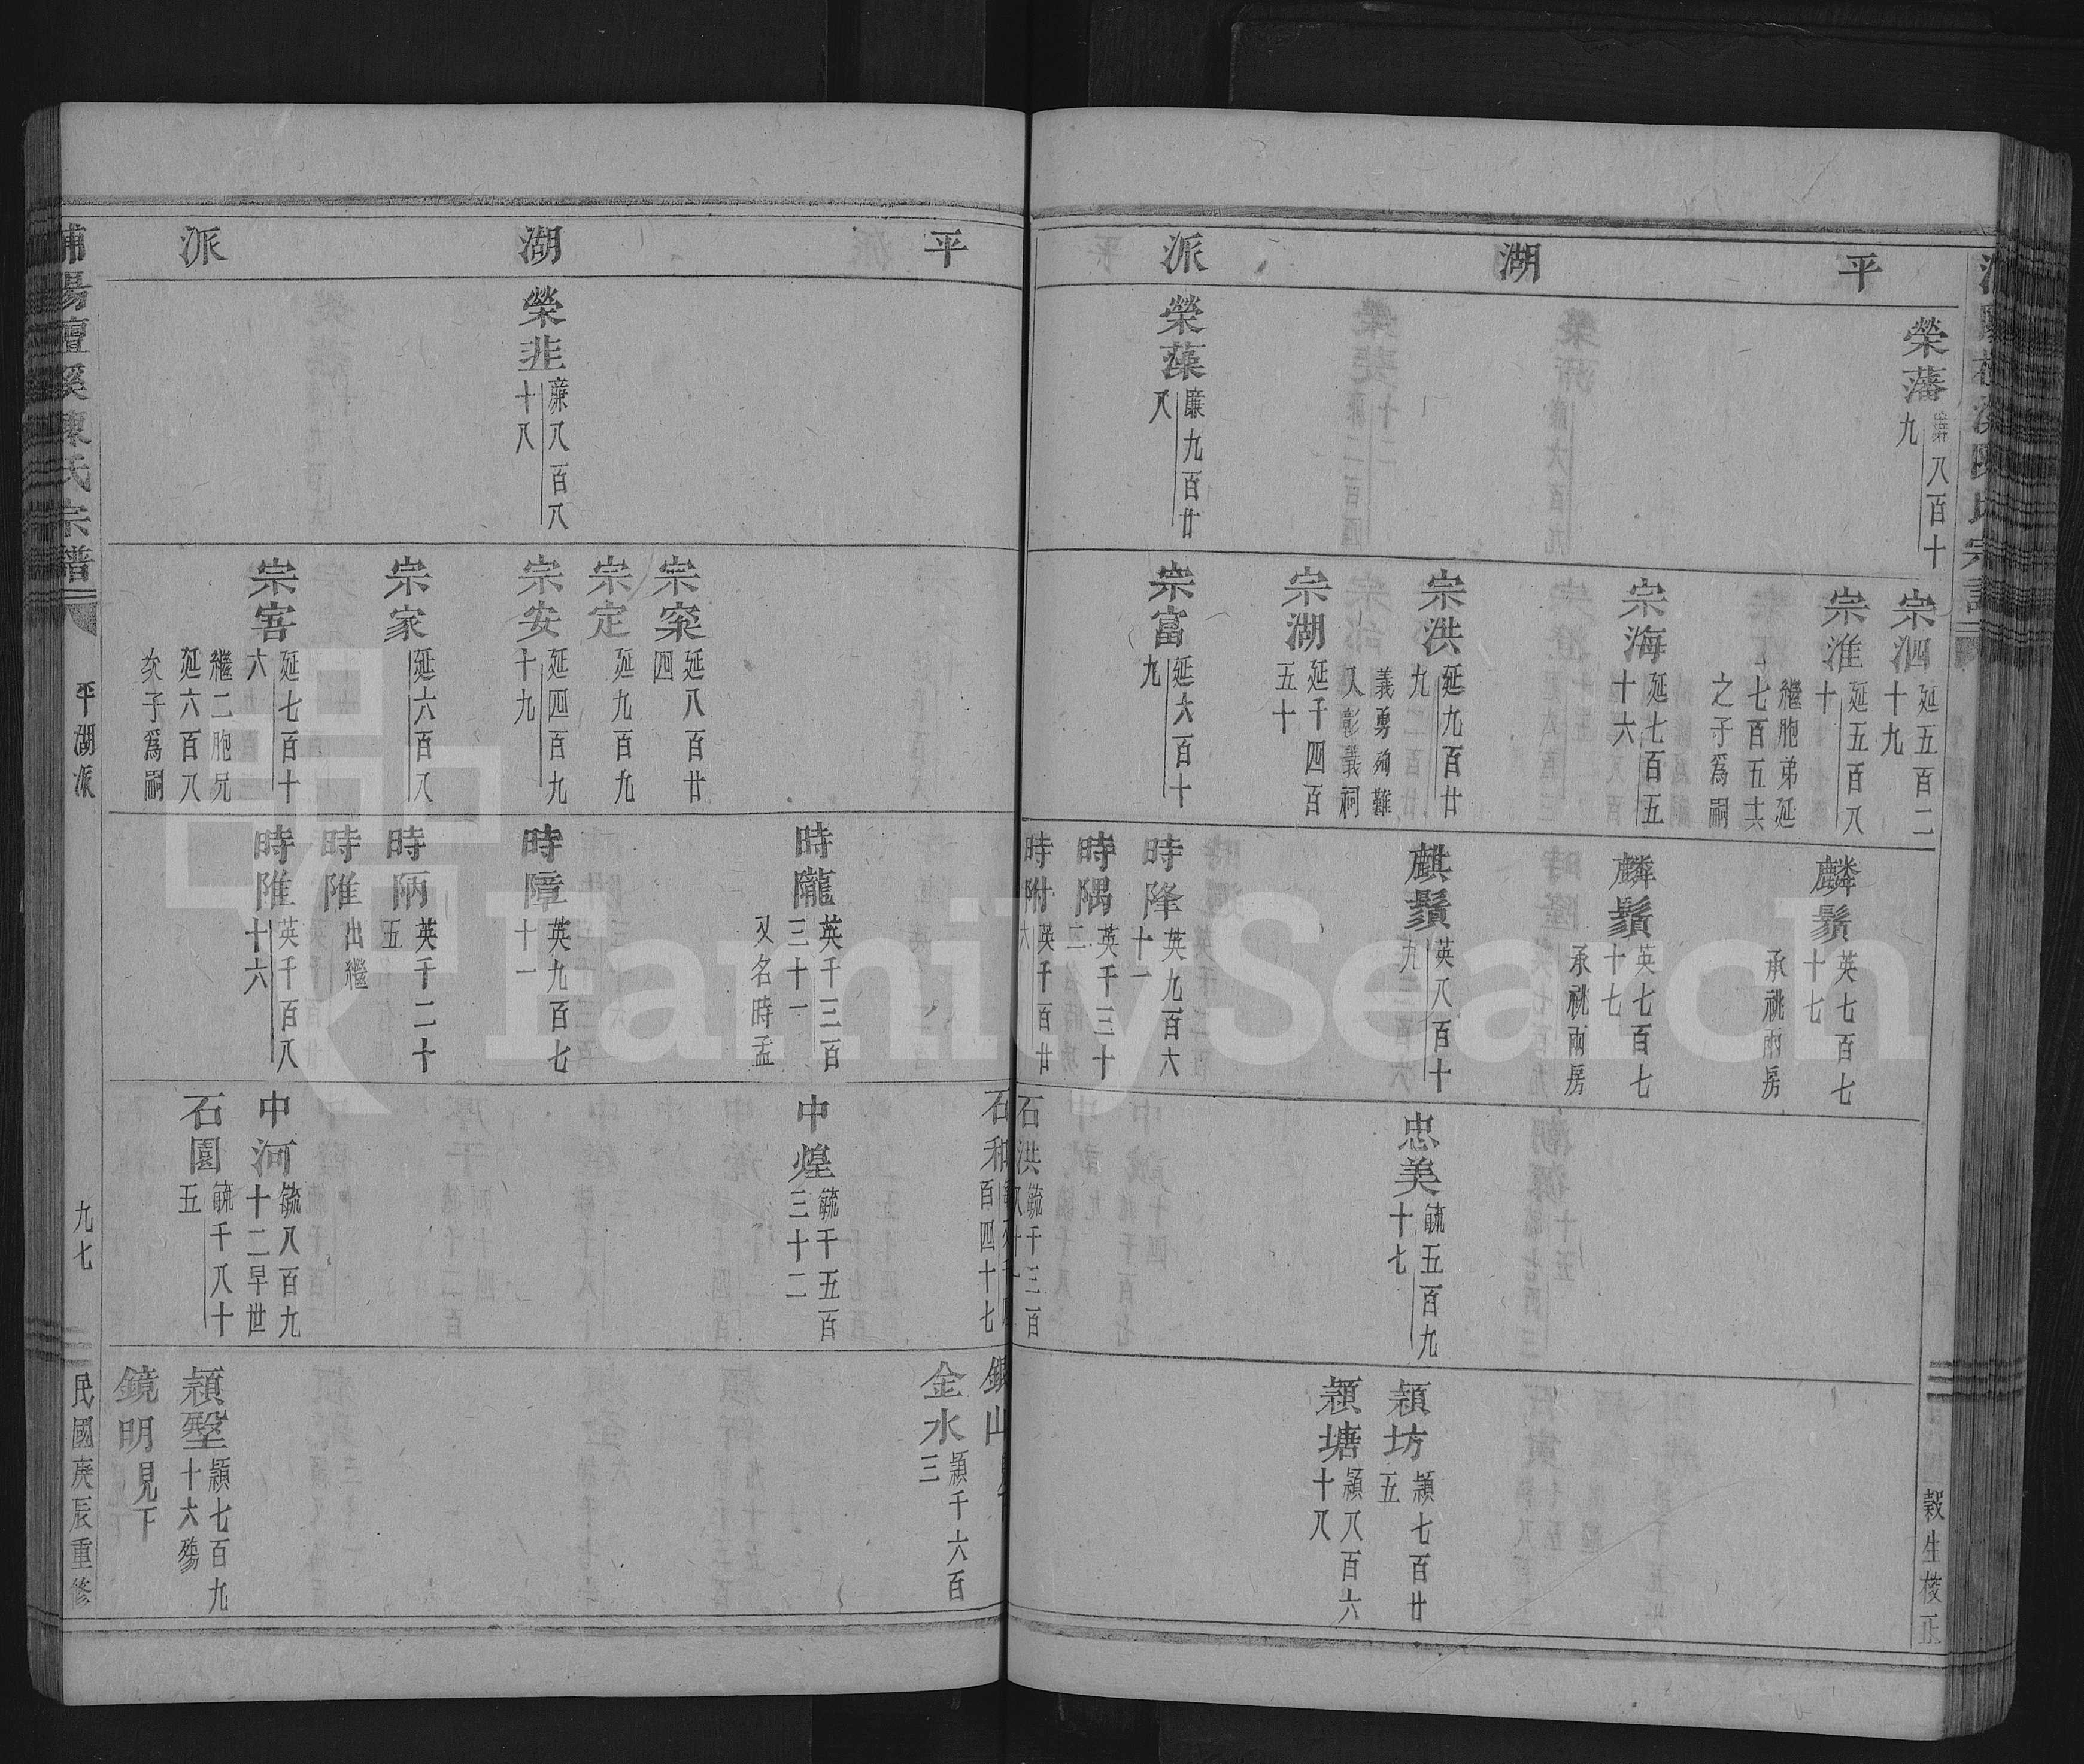 平湖派
榮藩 八百十九
榮藻 廉九百廿八
宗泗 延五百二十九
宗淮 延五百八十
繼胞弟延七百五十六之子為嗣
宗海 延七百五十六
宗洪 延九百廿九
義勇殉難入彰義祠
宗湖 延千四百五十
宗富 延六百十九
麟鬚 英七百七十七
承祧兩房
麟鬚 英七百七十七
承祧兩房
麒鬚 英八百十九
時降 英九百六十一
時隅 英千三十二
時附 英千百廿六
忠美 毓五百九十七
石洪 毓千三百
穎坊 穎七百廿五
穎塘 穎八百六十八
穀生校正
平湖派
榮韭 廉八百八十八
宗寀 延八百廿四
宗定 延九百九
宗安 延四百九十九
宗家 延六百八
宗客 延七百十六
繼二胞兄延六百八次子爲嗣
時隴 英千三百三十一
又名時孟
時障 英九百七十一
時陃 英千二十五
時陮 出繼
時陮 英千百八十六
石和 百四十七
中煌 毓千五百三十二
中河 毓八百九十二早世
石園 毓千八十五
金水 穎千六百三
穎壑 穎七百九十六殤
鏡明 見下
浦陽檀溪陳氏宗譜
平湖派
九七
民國庚辰重修
FamilySearch